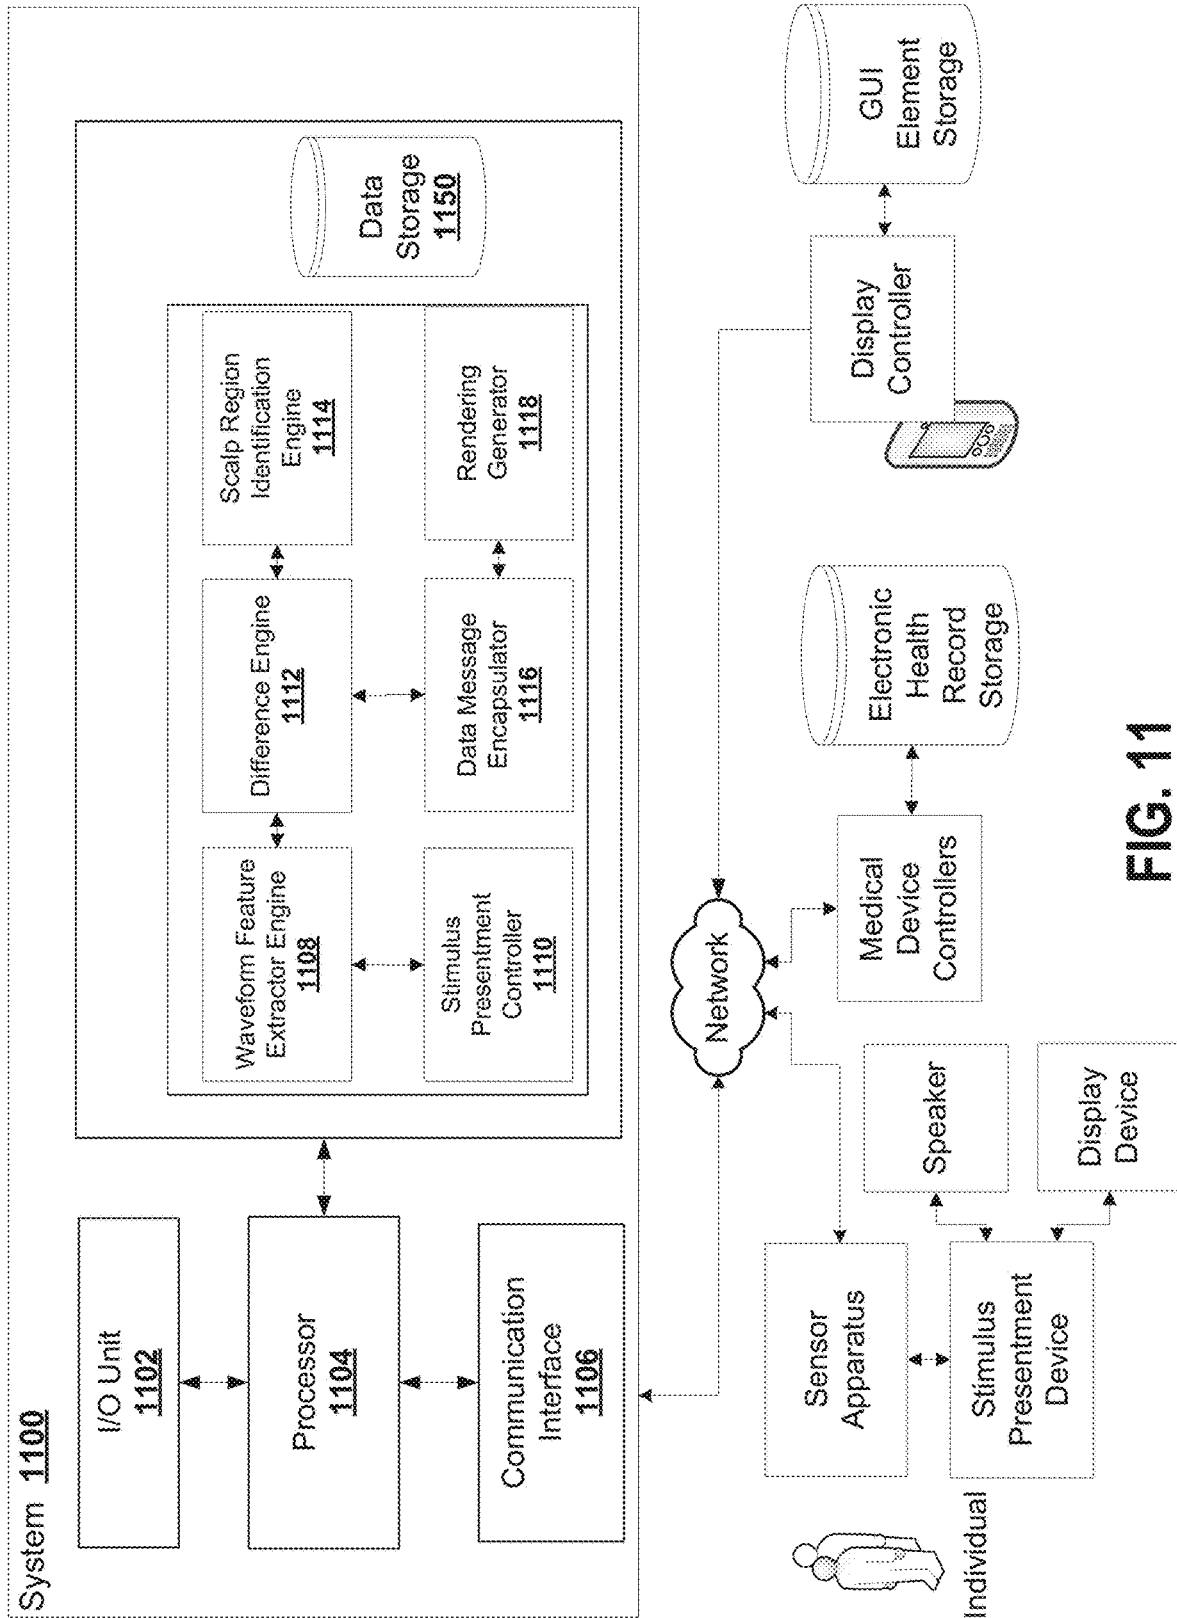 System 1100
I/O Unit
1102
Processor
1104
Communication
Interface
1106
Waveform Feature
Extractor Engine
1108
Difference Engine
1112
Scalp Region
Identification
Engine
1114
Stimulus
Presentment
Controller
1110
Data Message
Encapsulator
1116
Rendering
Generator
1118
Data
Storage
1150
Network
Individual
Sensor
Apparatus
Stimulus
Presentment
Device
Speaker
Display
Device
Medical
Device
Controllers
Electronic
Health
Record
Storage
Display
Controller
GUI
Element
Storage
FIG. 11